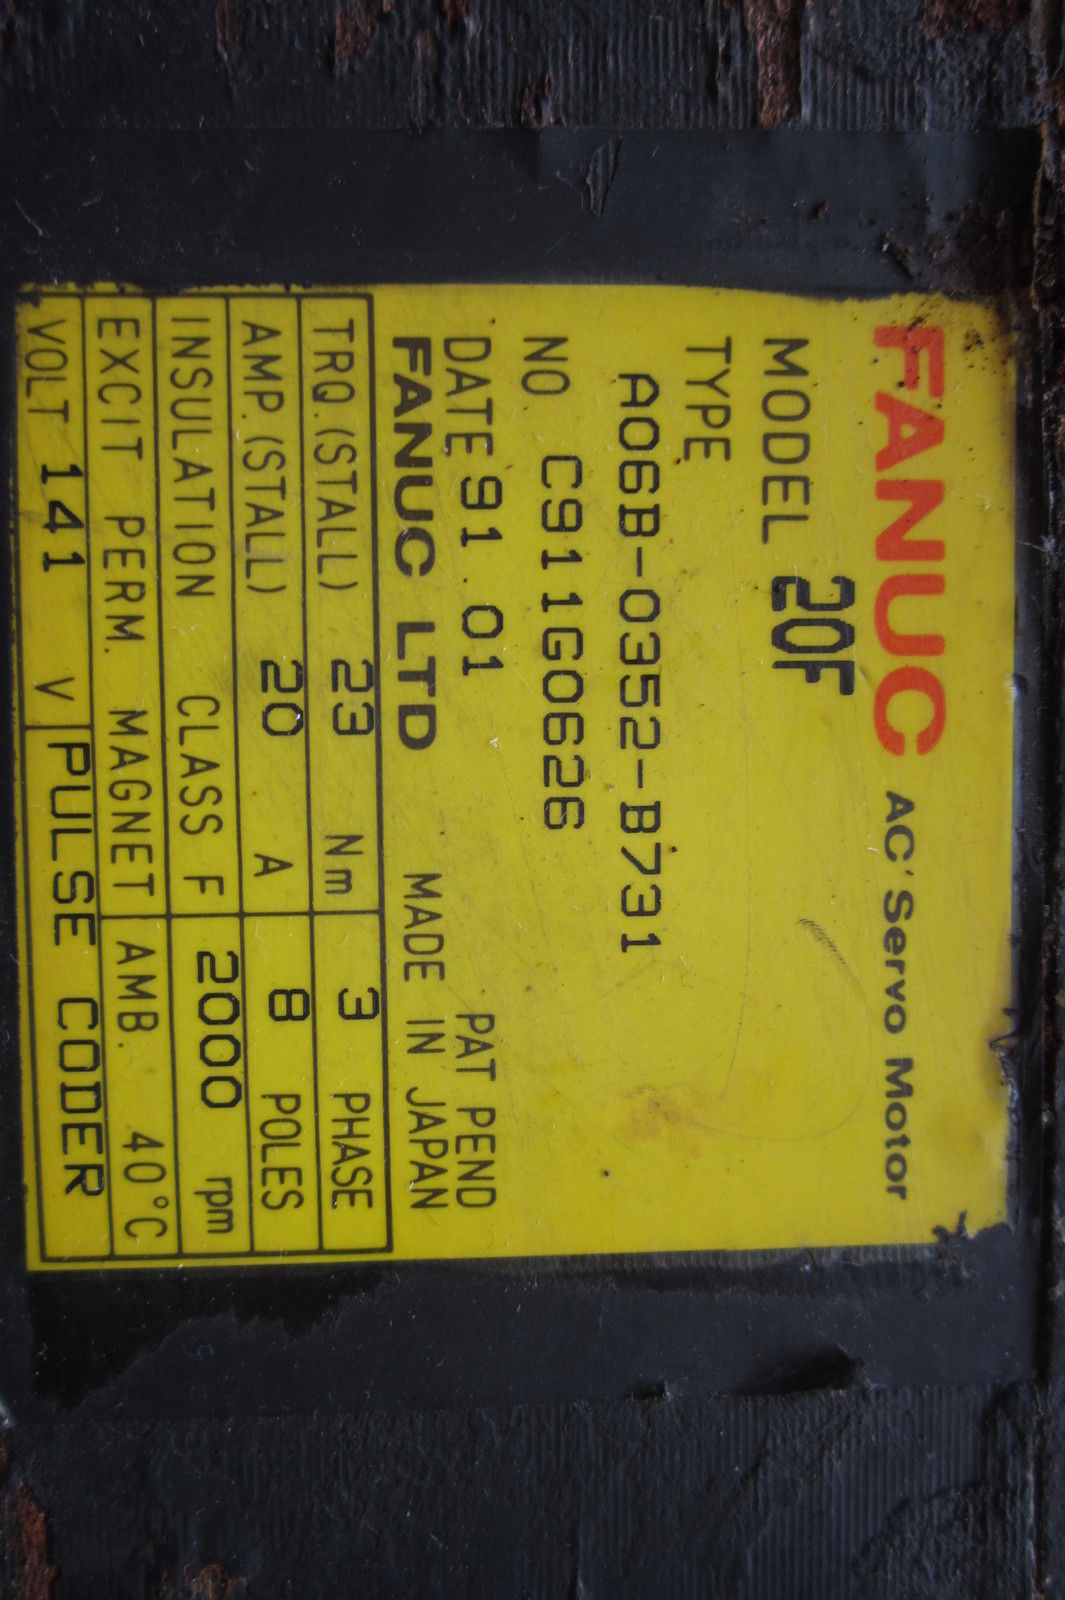 FANUC AC Servo Motor
MODEL 20F
TYPE
A06B-0352-B731
NO C911G0626
DATE 91.01 PAT PEND
FANUC LTD MADE IN JAPAN
TRQ.(STALL) 23 Nm 3 PHASE
AMP.(STALL) 20 A 8 POLES
INSULATION CLASS F 2000 rpm
EXCIT PERM. MAGNET AMB. 40°C
VOLT 141 V PULSE CODER